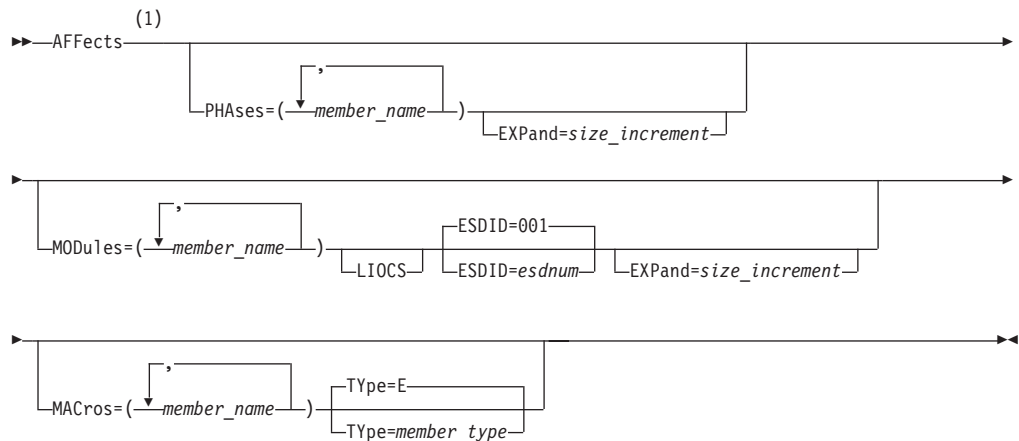 (1)
AFFects
,
PHAses=( member_name )
EXPand=size_increment
,
MODules=( member_name )
LIOCS
ESDID=001
ESDID=esdnum
EXPand=size_increment
,
MACros=( member_name )
TYpe=E
TYpe=member type